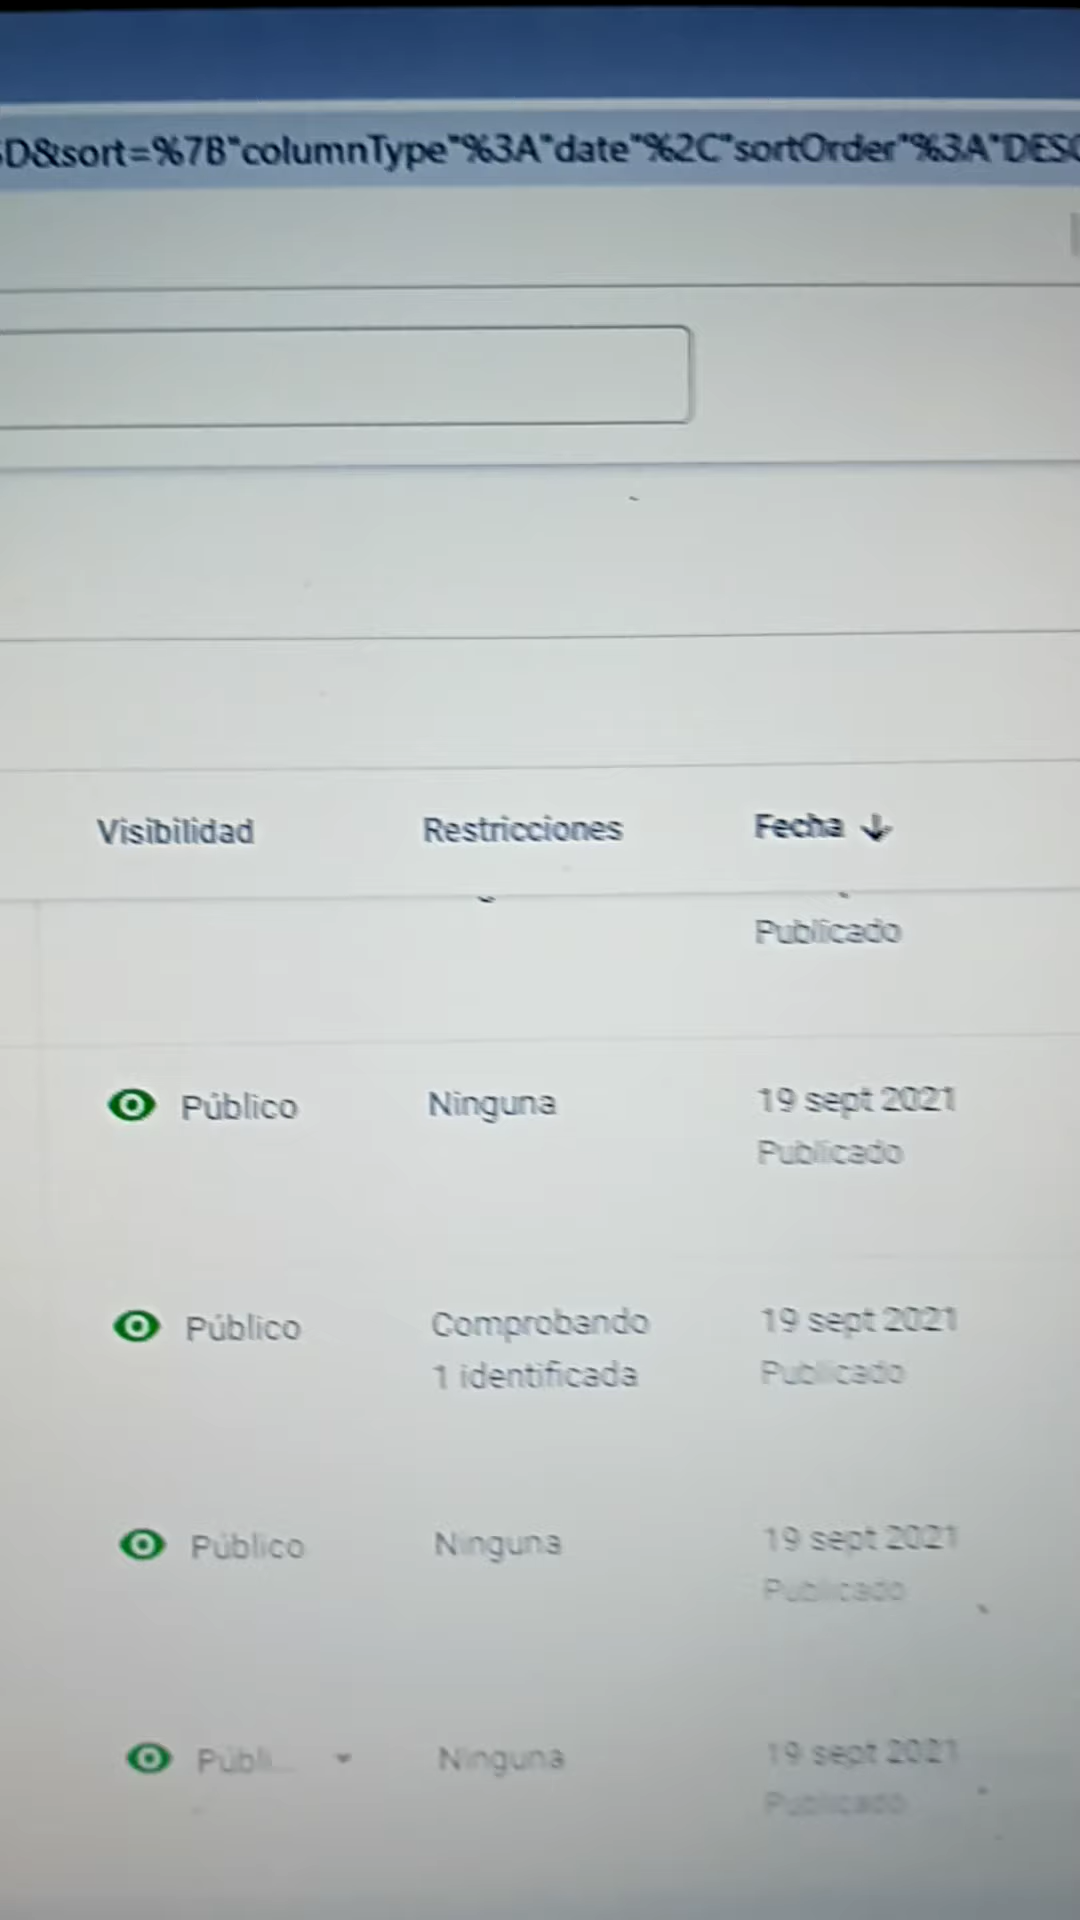 D&sort=%7B"columnType"%3A"date"%2C"sortOrder"%3A"DESC
Visibilidad Restricciones Fecha ↓
Publicado
Público Ninguna 19 sept 2021
Publicado
Público Comprobando 19 sept 2021
1 identificada Publicado
Público Ninguna 19 sept 2021
Publicado
Públi... Ninguna 19 sept 2021
Publicado